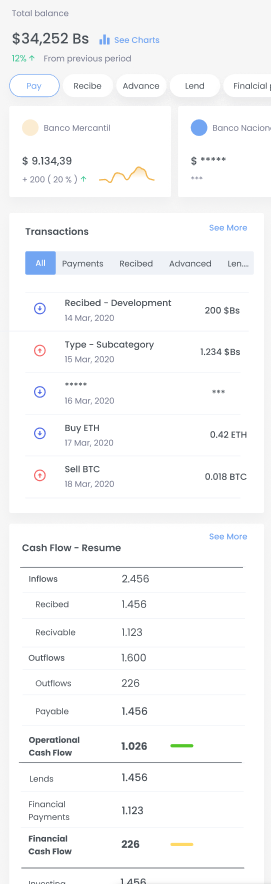 Total balance
$34,252 Bs
See Charts
12% ↑ From previous period
Pay Recibe Advance Lend
Banco Mercantil
$ 9.134,39
+ 200 ( 20 % ) ↑
Banco Nacion
$ *****
***
Transactions See More
All Payments Recibed Advanced Len...
Recibed - Development 200 $Bs
14 Mar, 2020
Type - Subcategory 1.234 $Bs
15 Mar, 2020
***** ***
16 Mar, 2020
Buy ETH 0.42 ETH
17 Mar, 2020
Sell BTC 0.018 BTC
18 Mar, 2020
See More
Cash Flow - Resume
Inflows 2.456
Recibed 1.456
Recivable 1.123
Outflows 1.600
Outflows 226
Payable 1.456
Operational
Cash Flow 1.026
Lends 1.456
Financial
Payments 1.123
Financial
Cash Flow 226
Investing 1.456